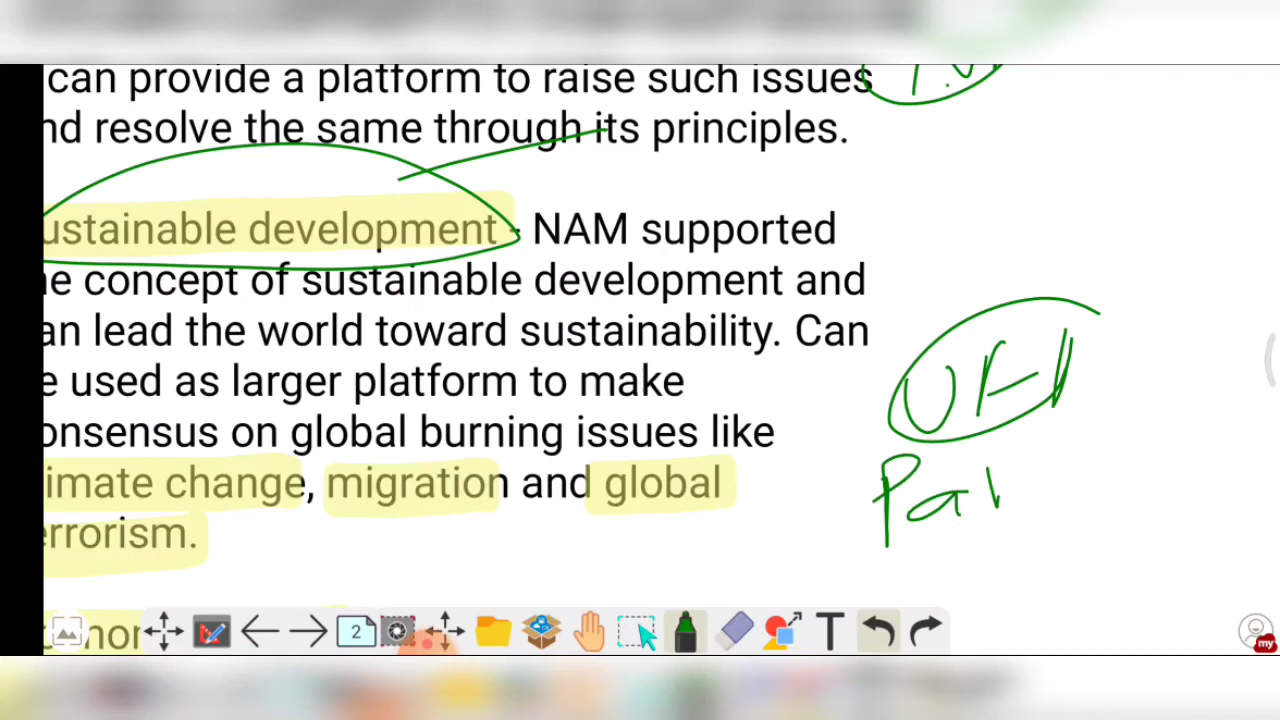 can provide a platform to raise such issues
nd resolve the same through its principles.
ustainable development - NAM supported
e concept of sustainable development and
an lead the world toward sustainability. Can
e used as larger platform to make
onsensus on global burning issues like
imate change, migration and global
errorism.
2
T
my